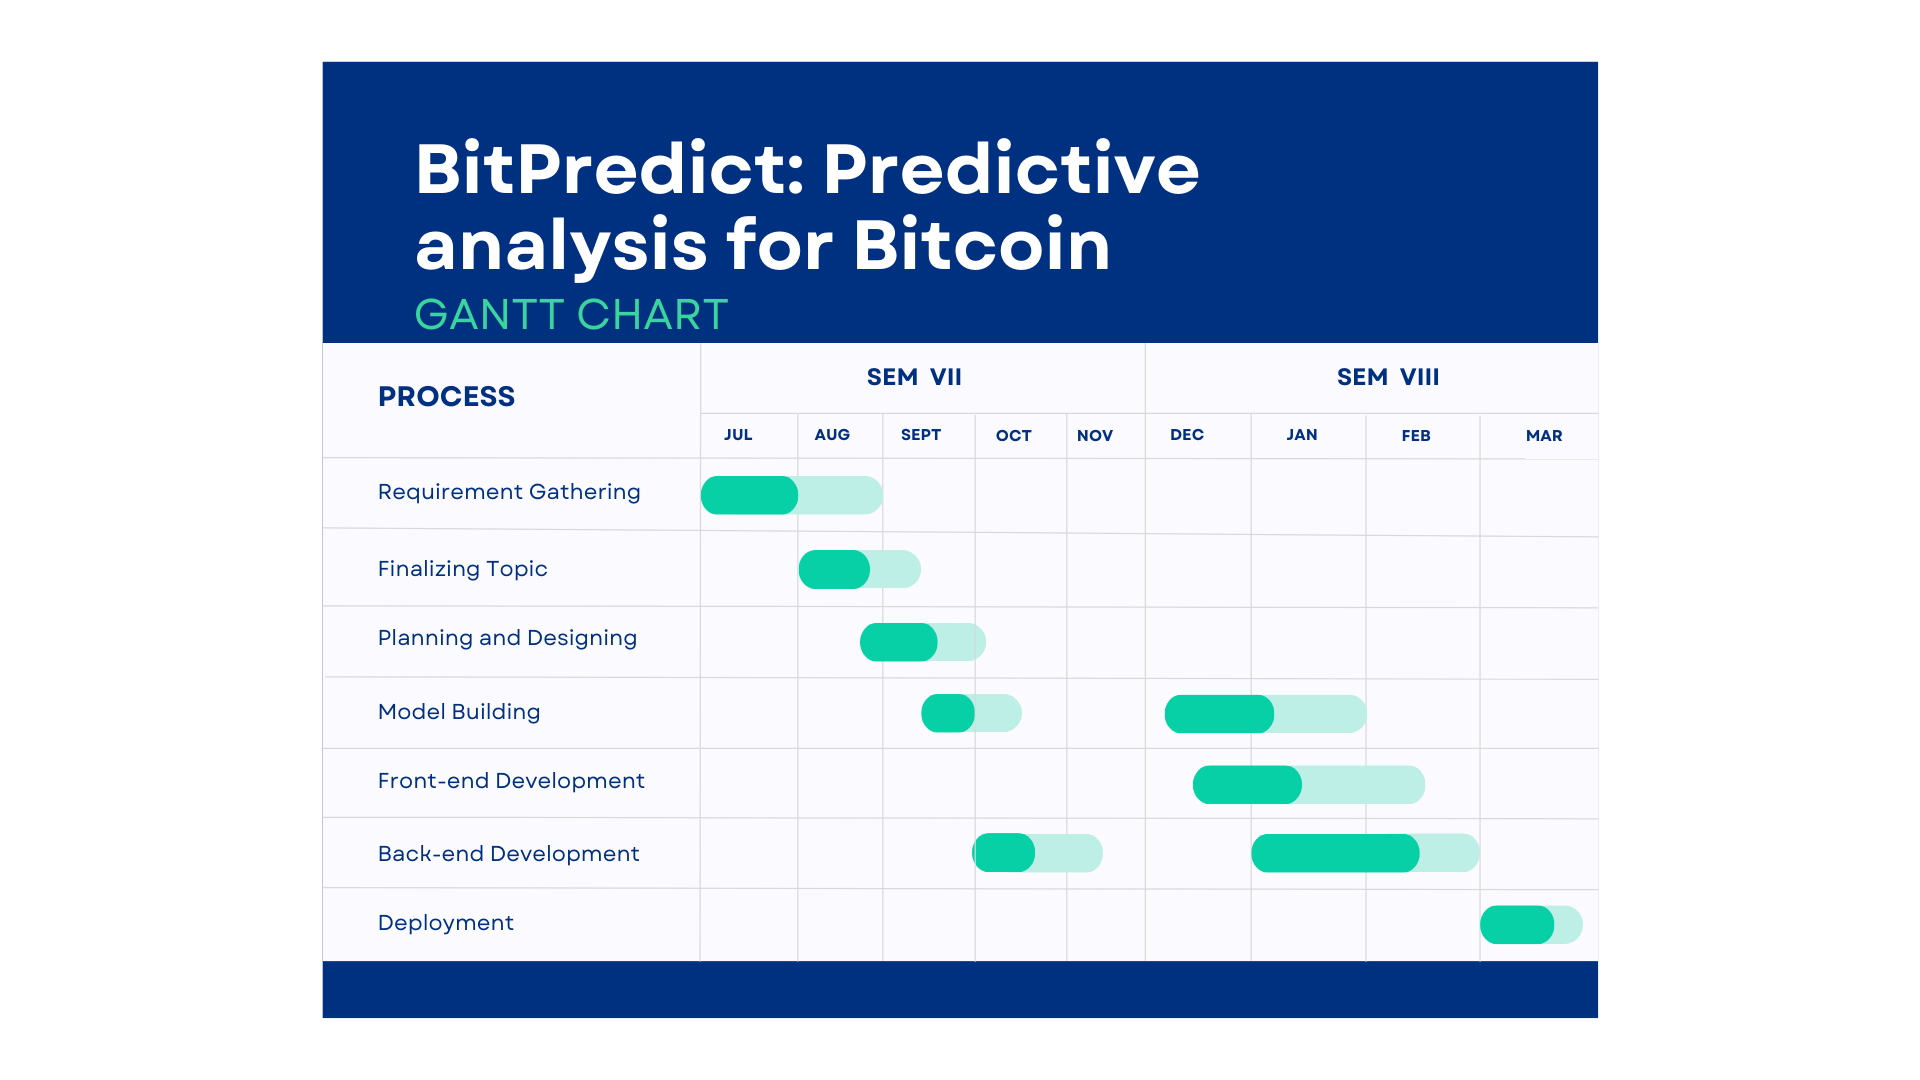 BitPredict: Predictive
analysis for Bitcoin
GANTT CHART
PROCESS
SEM VII
SEM VIII
JUL
AUG
SEPT
OCT
NOV
DEC
JAN
FEB
MAR
Requirement Gathering
Finalizing Topic
Planning and Designing
Model Building
Front-end Development
Back-end Development
Deployment